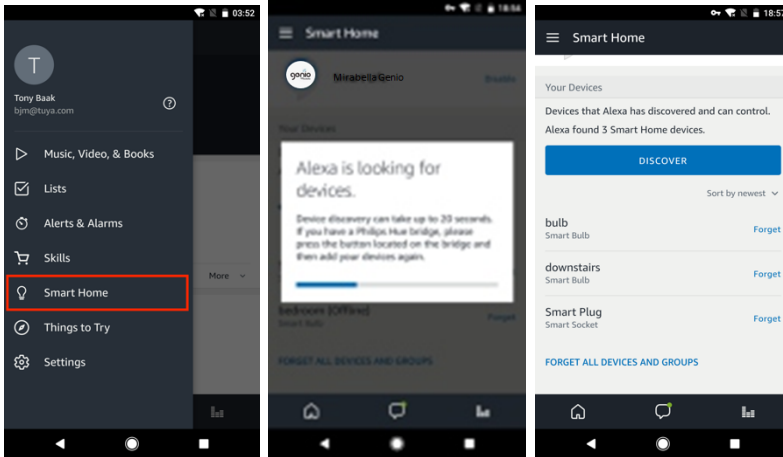 03:52
T
Tony Baak
bjm@tuya.com
Music, Video, & Books
Lists
Alerts & Alarms
Skills
More
Smart Home
Things to Try
Settings
18:56
Smart Home
genio
Mirabella Genio
Disable
Your Devices
Alexa is looking for
devices.
Device discovery can take up to 20 seconds.
If you have a Philips Hue bridge, please
press the button located on the bridge and
then add your devices again.
bedroom (Offline)
Smart Bulb
Forget
FORGET ALL DEVICES AND GROUPS
18:57
Smart Home
Your Devices
Devices that Alexa has discovered and can control.
Alexa found 3 Smart Home devices.
DISCOVER
Sort by newest
bulb
Smart Bulb
Forget
downstairs
Smart Bulb
Forget
Smart Plug
Smart Socket
Forget
FORGET ALL DEVICES AND GROUPS